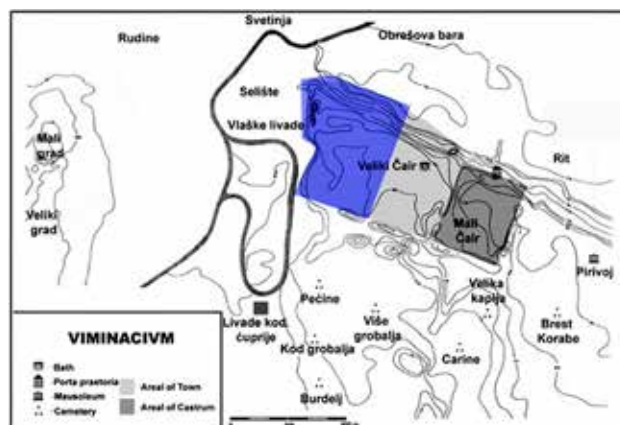 Svetinja
Rudine
Obrešova bara
Selište
Vlaške livade
Mali grad
Veliki Čair
Rit
Veliki grad
Mali Čair
Pirivoj
Pećine
Velika kapija
Livade kod ćuprije
Više grobalja
Brest Korabe
Kod grobalja
Carine
Burdelj
VIMINACIVM
Bath
Porta praetoria
Mausoleum
Cemetery
Areal of Town
Areal of Castrum